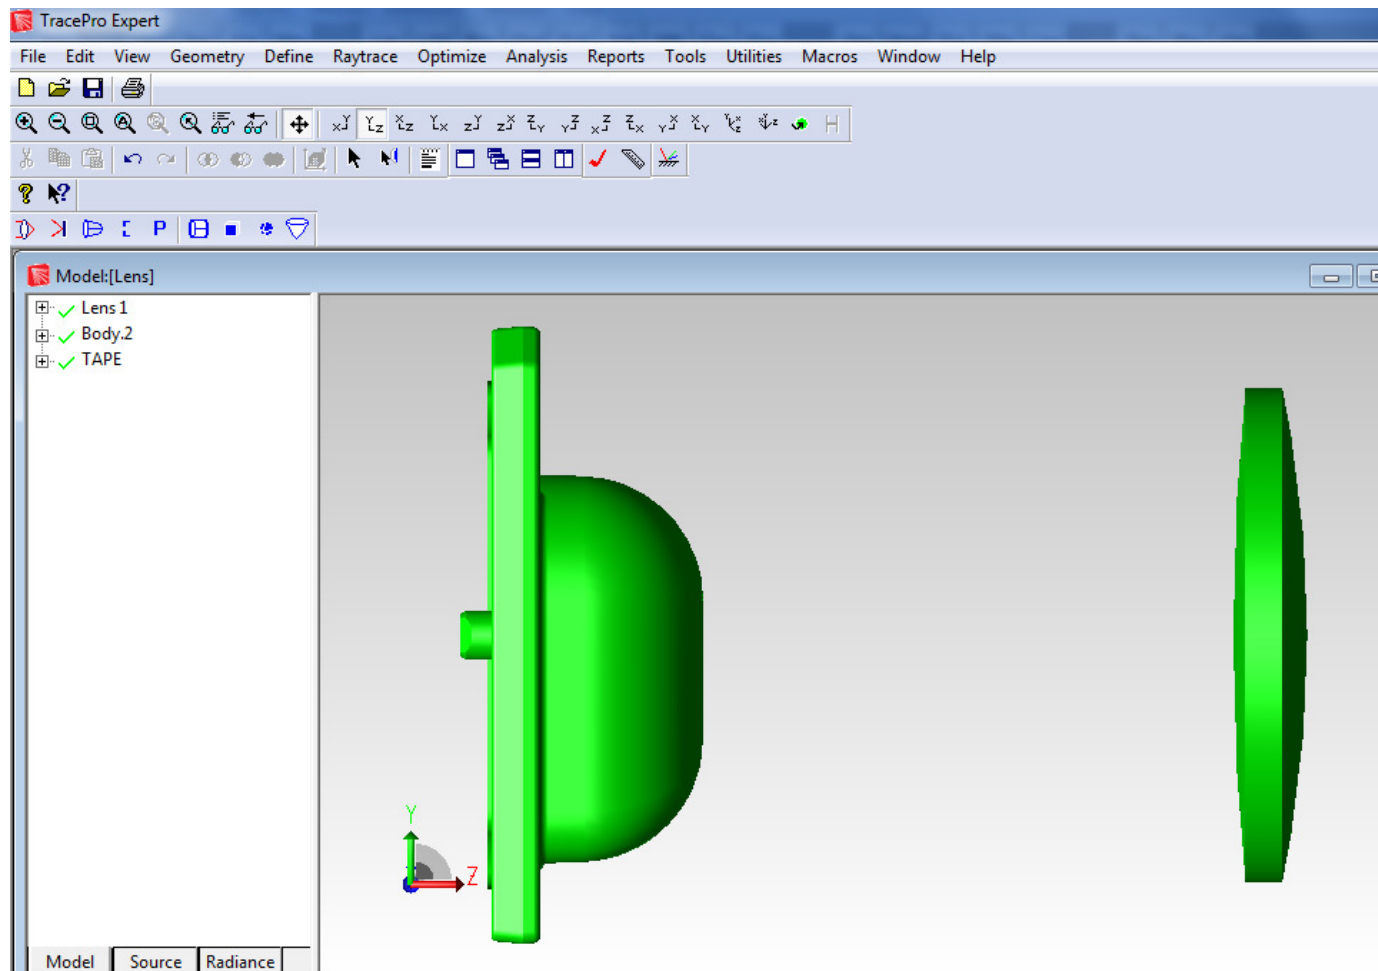 TracePro Expert
File Edit View Geometry Define Raytrace Optimize Analysis Reports Tools Utilities Macros Window Help
P
Model:[Lens]
Lens 1
Body.2
TAPE
Y
Z
Model Source Radiance